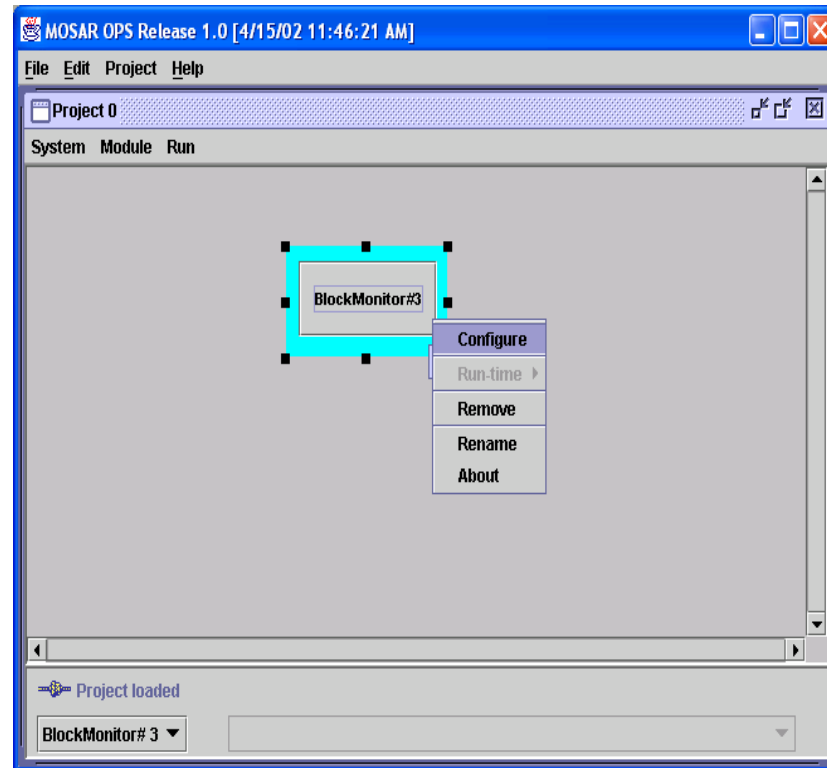 MOSAR OPS Release 1.0 [4/15/02 11:46:21 AM]
File Edit Project Help
Project 0
System Module Run
BlockMonitor#3
Configure
Run-time
Remove
Rename
About
Project loaded
BlockMonitor# 3